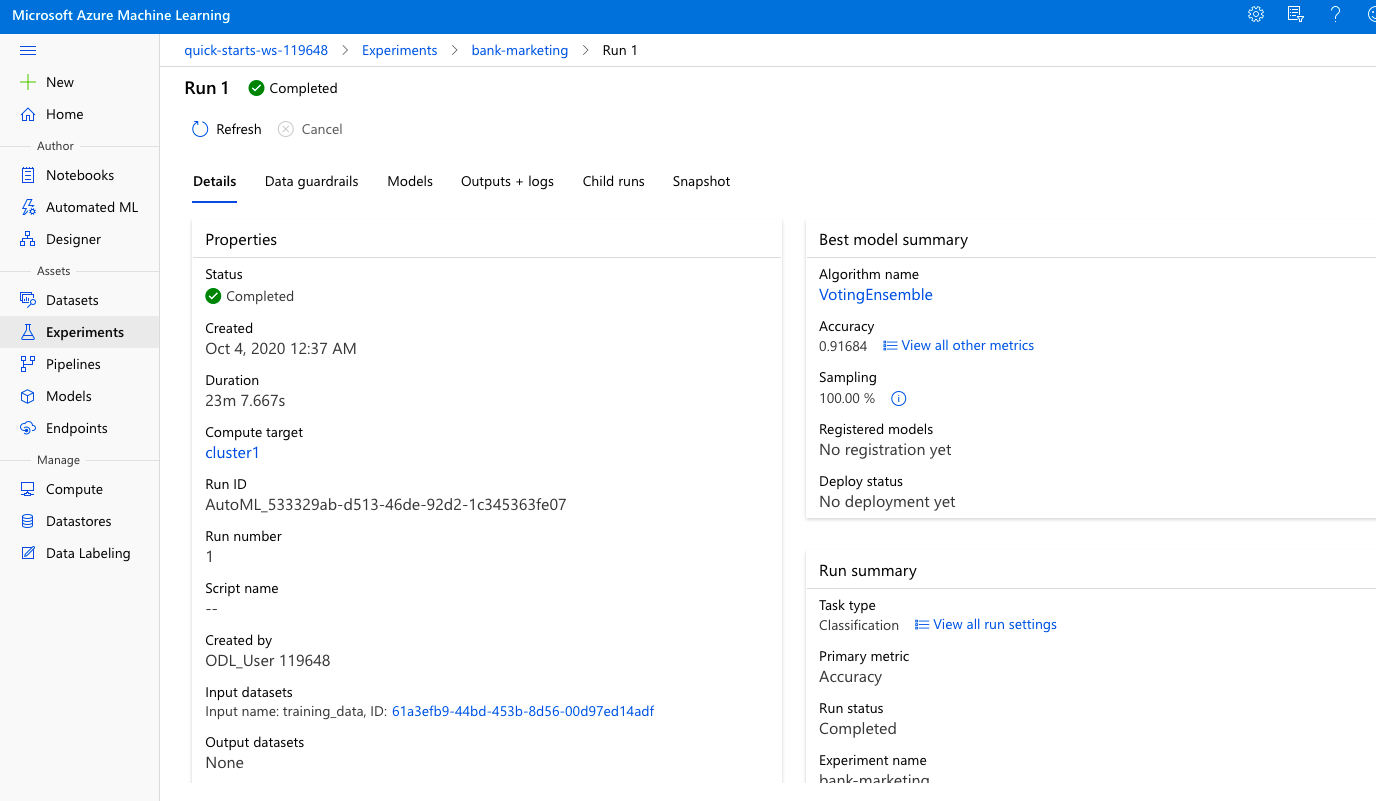 Microsoft Azure Machine Learning
quick-starts-ws-119648 > Experiments > bank-marketing > Run 1
New
Home
Author
Notebooks
Automated ML
Designer
Assets
Datasets
Experiments
Pipelines
Models
Endpoints
Manage
Compute
Datastores
Data Labeling
Run 1 Completed
Refresh Cancel
Details Data guardrails Models Outputs + logs Child runs Snapshot
Properties
Status
Completed
Created
Oct 4, 2020 12:37 AM
Duration
23m 7.667s
Compute target
cluster1
Run ID
AutoML_533329ab-d513-46de-92d2-1c345363fe07
Run number
1
Script name
--
Created by
ODL_User 119648
Input datasets
Input name: training_data, ID: 61a3efb9-44bd-453b-8d56-00d97ed14adf
Output datasets
None
Best model summary
Algorithm name
VotingEnsemble
Accuracy
0.91684 View all other metrics
Sampling
100.00 %
Registered models
No registration yet
Deploy status
No deployment yet
Run summary
Task type
Classification View all run settings
Primary metric
Accuracy
Run status
Completed
Experiment name
bank-marketing